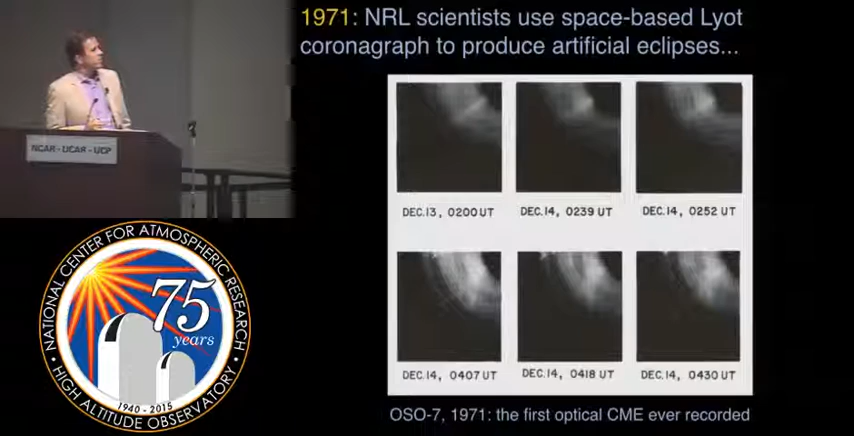 1971: NRL scientists use space-based Lyot
coronagraph to produce artificial eclipses...
DEC.13, 0200UT
DEC.14, 0239 UT
DEC.14, 0252 UT
DEC.14, 0407 UT
DEC.14, 0418 UT
DEC.14, 0430 UT
OSO-7, 1971: the first optical CME ever recorded
NCAR-UCAR-UCP
NATIONAL CENTER FOR ATMOSPHERIC RESEARCH
75
years
1940 - 2015
HIGH ALTITUDE OBSERVATORY